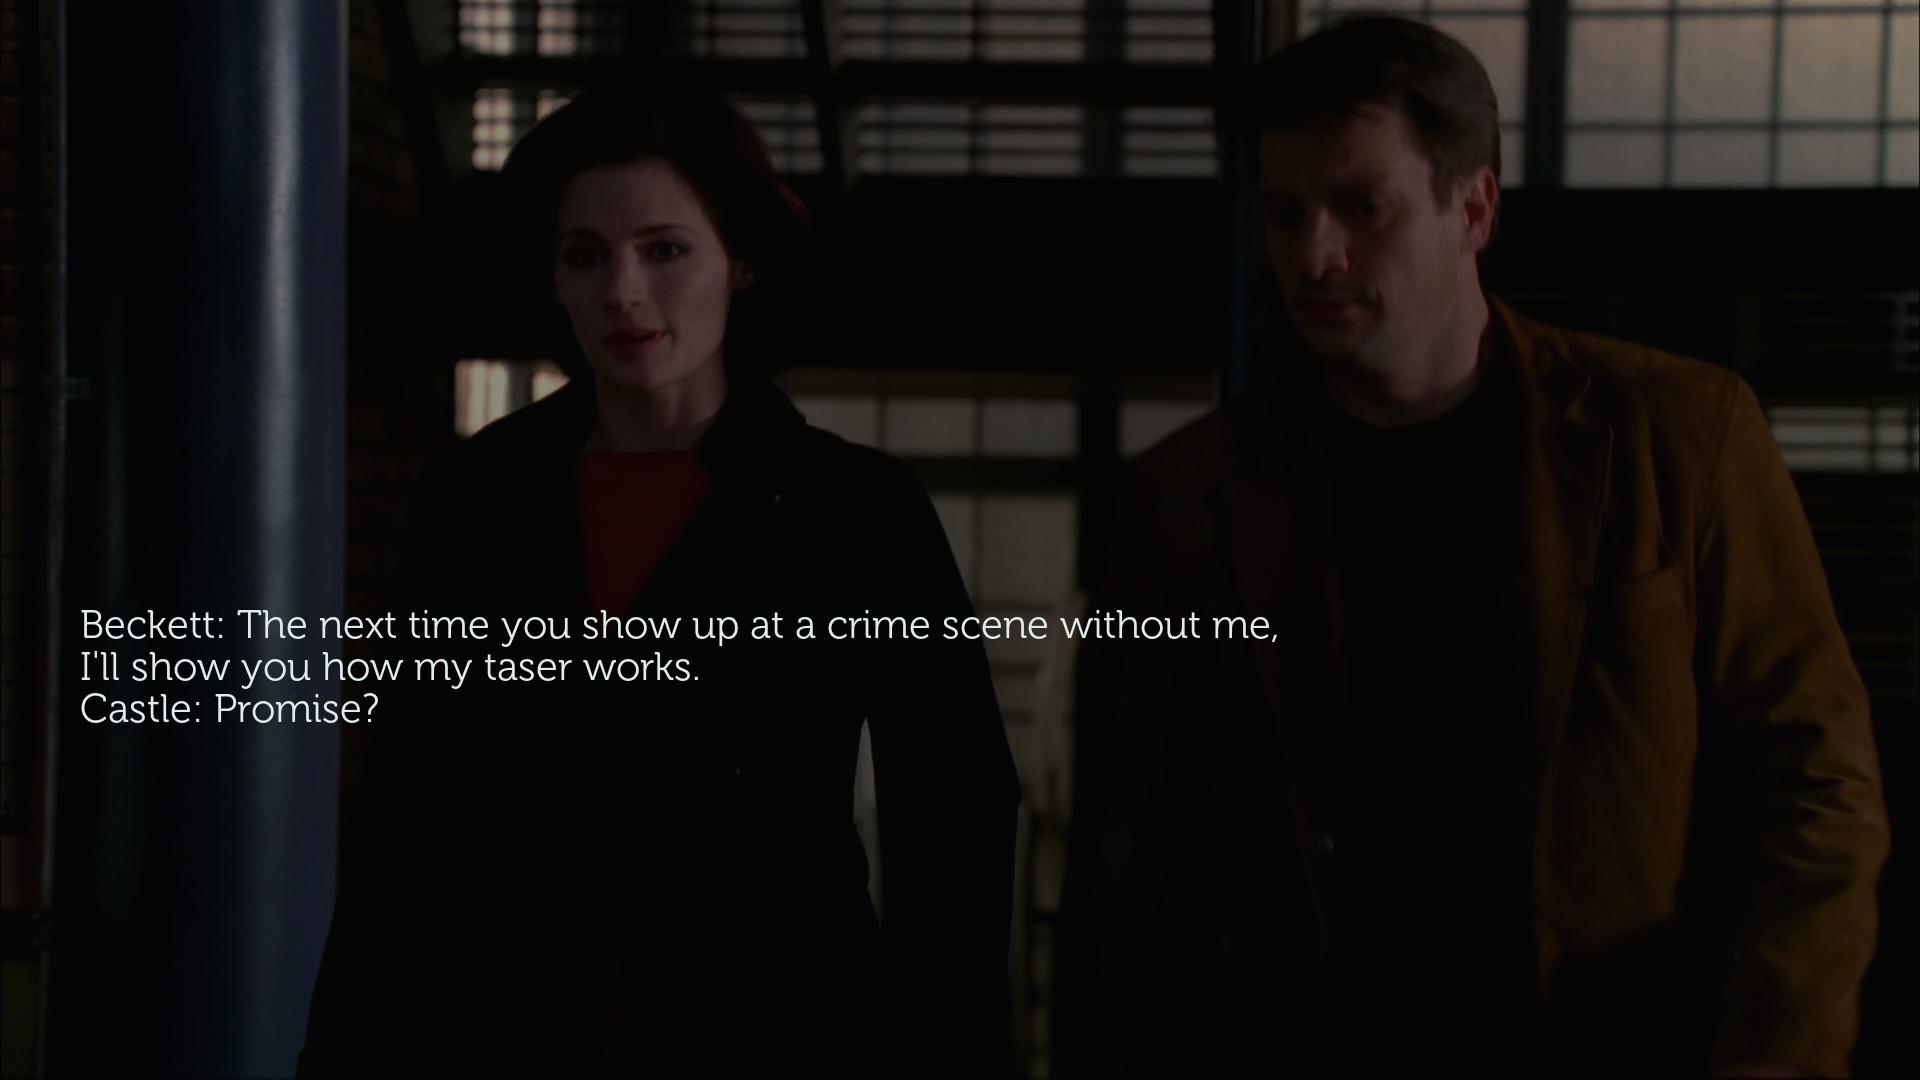 Beckett: The next time you show up at a crime scene without me,
I'll show you how my taser works.
Castle: Promise?